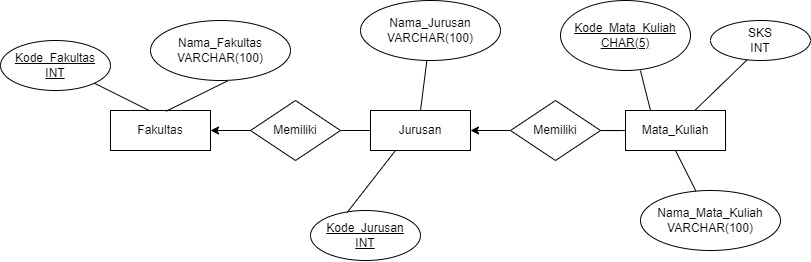 Kode_Fakultas
INT
Nama_Fakultas
VARCHAR(100)
Nama_Jurusan
VARCHAR(100)
Kode_Mata_Kuliah
CHAR(5)
SKS
INT
Fakultas
Memiliki
Jurusan
Memiliki
Mata_Kuliah
Kode_Jurusan
INT
Nama_Mata_Kuliah
VARCHAR(100)